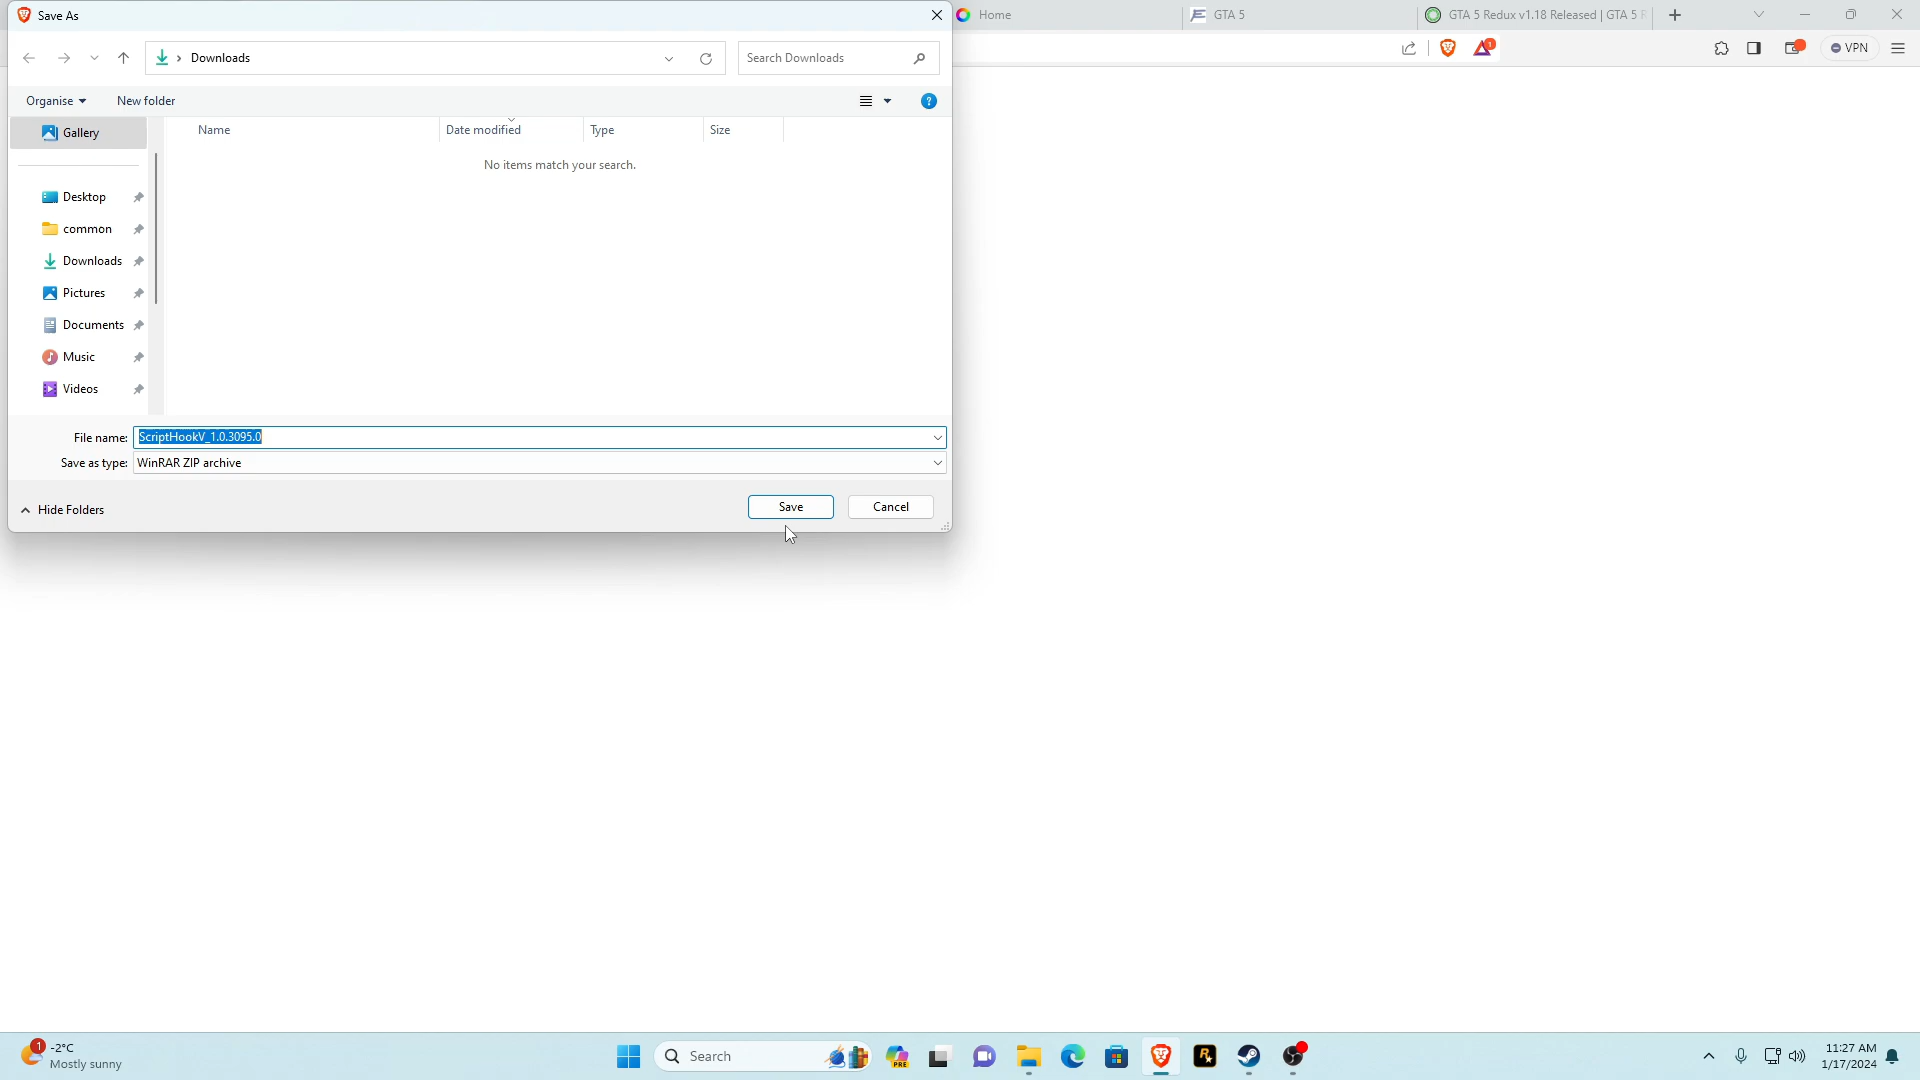 Save As
Home
GTA 5
GTA 5 Redux v1.18 Released | GTA 5 R
Downloads
Search Downloads
1
VPN
Organise
New folder
?
Gallery
Name
Date modified
Type
Size
No items match your search.
Desktop
common
Downloads
Pictures
Documents
Music
Videos
File name:
ScriptHookV_1.0.3095.0
Save as type:
WinRAR ZIP archive
Hide Folders
Save
Cancel
1
-2°C
Mostly sunny
Search
PRE
R
11:27 AM
1/17/2024